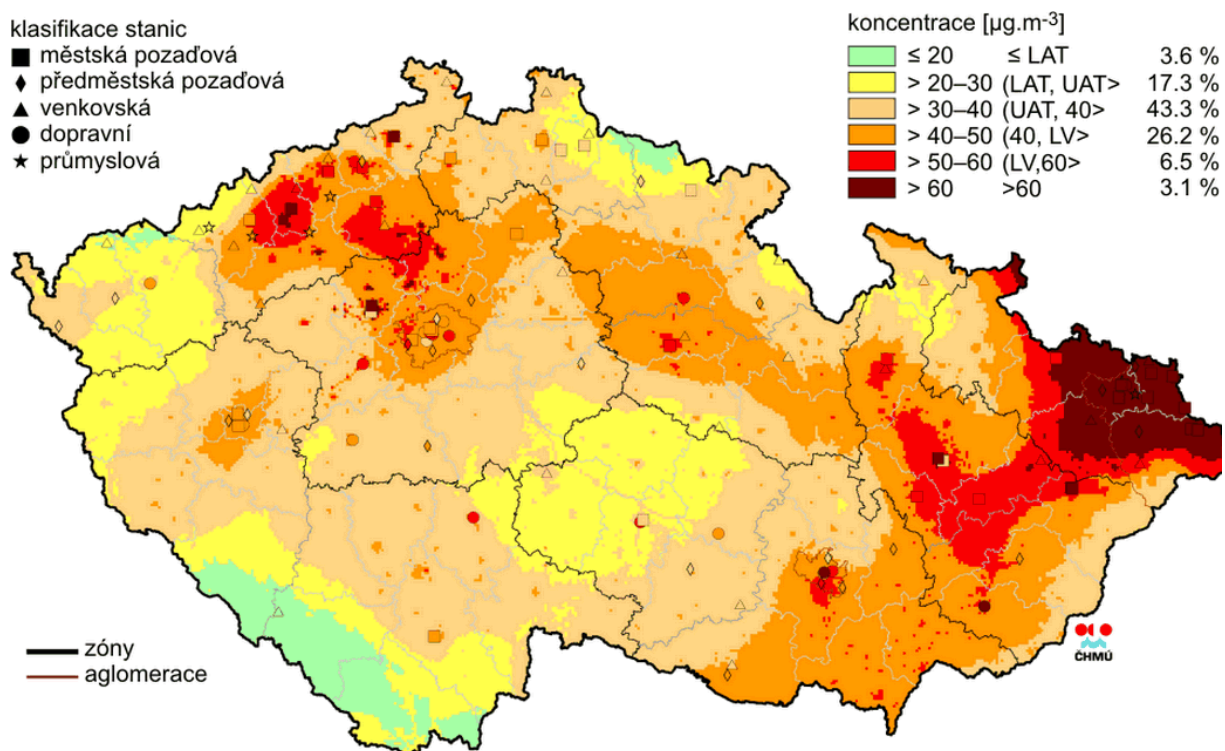 klasifikace stanic
městská pozaďová
předměstská pozaďová
venkovská
dopravní
průmyslová
koncentrace [µg.m⁻³]
≤ 20 ≤ LAT 3.6 %
> 20–30 (LAT, UAT> 17.3 %
> 30–40 (UAT, 40> 43.3 %
> 40–50 (40, LV> 26.2 %
> 50–60 (LV,60> 6.5 %
> 60 >60 3.1 %
zóny
aglomerace
ČHMÚ